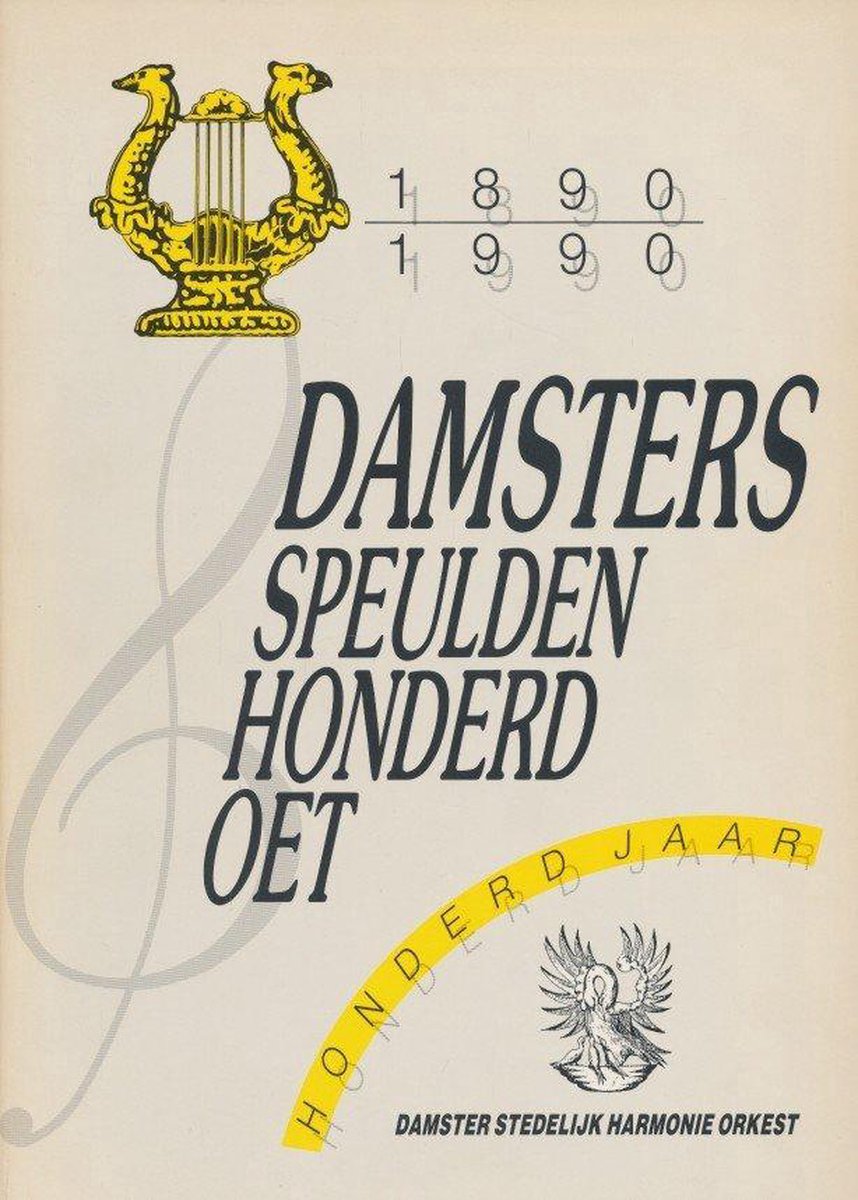 1890
1990
DAMSTERS
SPEULDEN
HONDERD
OET
HONDERD JAAR
DAMSTER STEDELIJK HARMONIE ORKEST